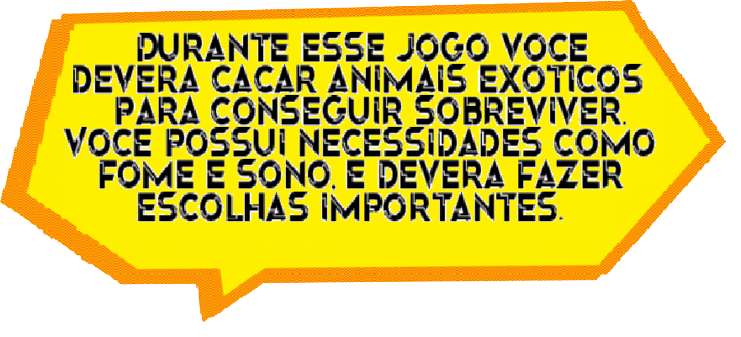 DURANTE ESSE JOGO VOCE
DEVERA CACAR ANIMAIS EXOTICOS
PARA CONSEGUIR SOBREVIVER.
VOCE POSSUI NECESSIDADES COMO
FOME E SONO, E DEVERA FAZER
ESCOLHAS IMPORTANTES.